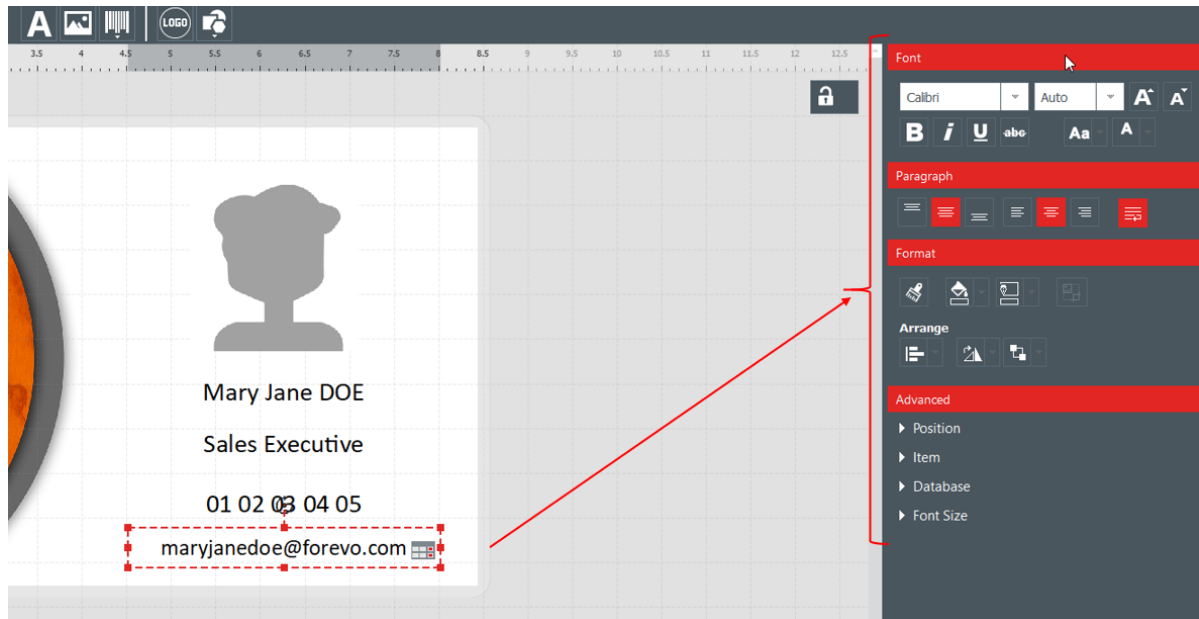 A LOGO
3.5 4 4.5 5 5.5 6 6.5 7 7.5 8 8.5 9 9.5 10 10.5 11 11.5 12 12.5
Font
Calibri Auto A A
B i U abc Aa A
Paragraph
Format
Arrange
Advanced
Position
Item
Database
Font Size
Mary Jane DOE
Sales Executive
01 02 03 04 05
maryjanedoe@forevo.com